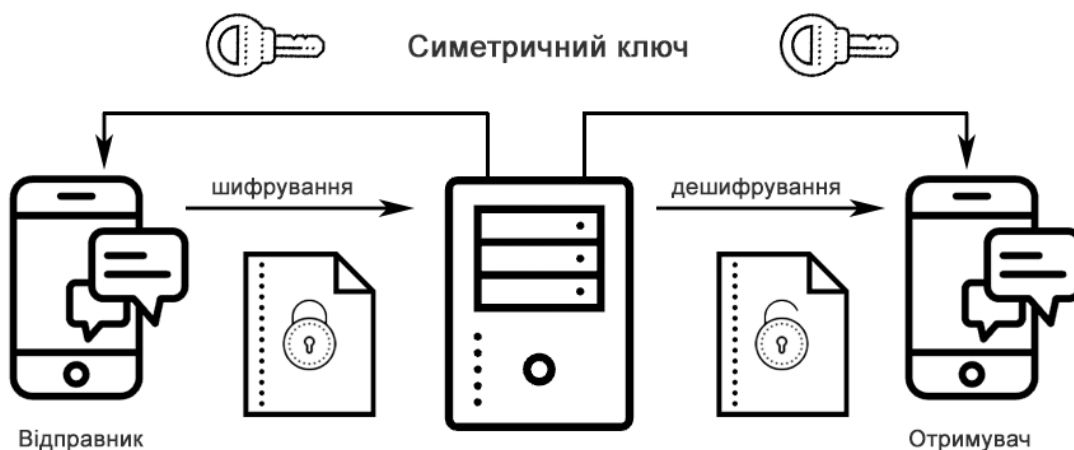 Симетричний ключ
шифрування
дешифрування
Відправник
Отримувач